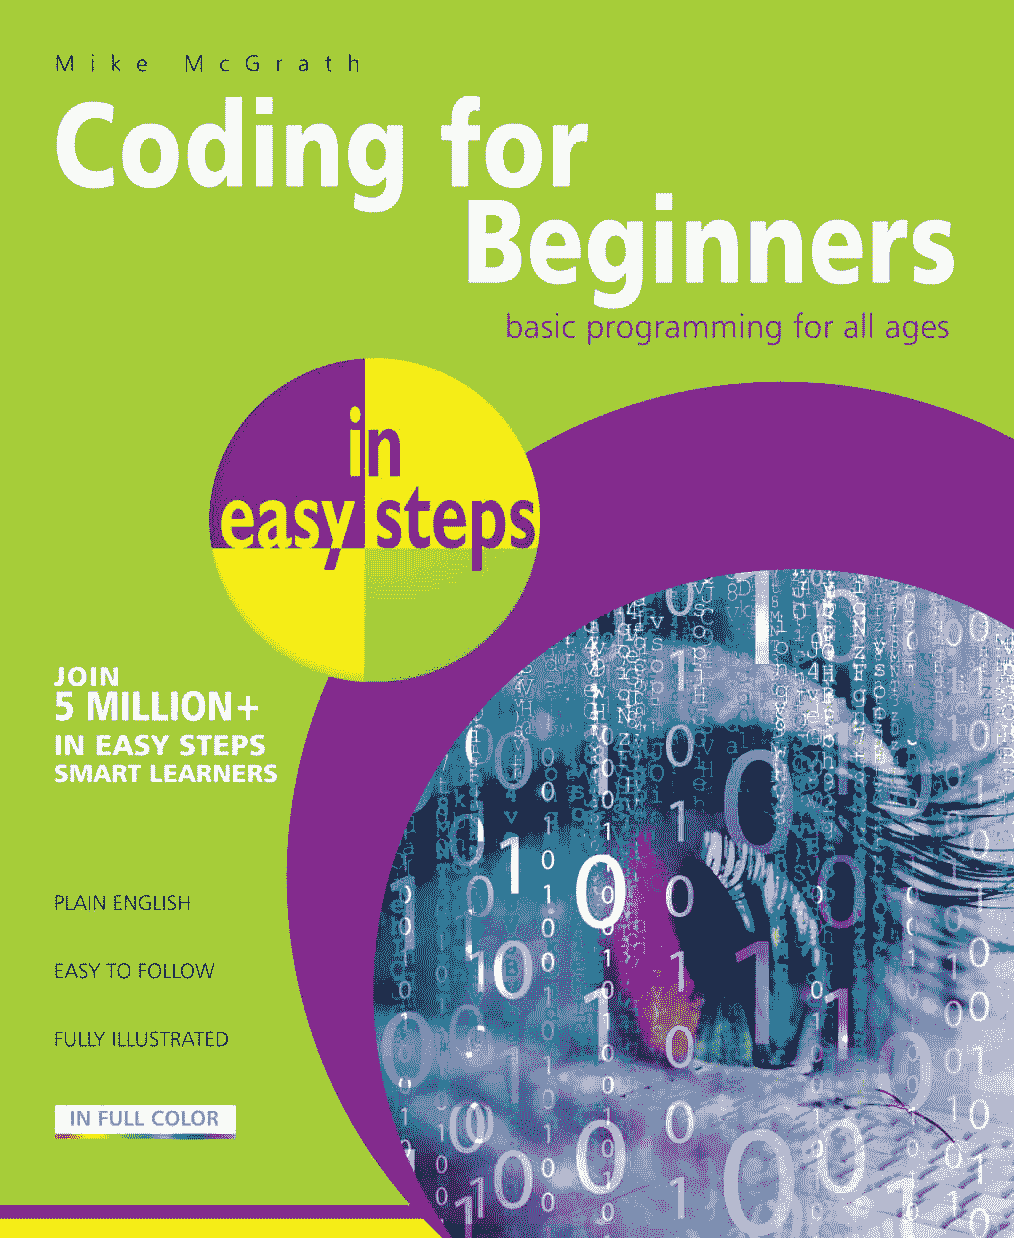 Mike McGrath
Coding for
Beginners
basic programming for all ages
in
easy steps
JOIN
5 MILLION+
IN EASY STEPS
SMART LEARNERS
PLAIN ENGLISH
EASY TO FOLLOW
FULLY ILLUSTRATED
IN FULL COLOR